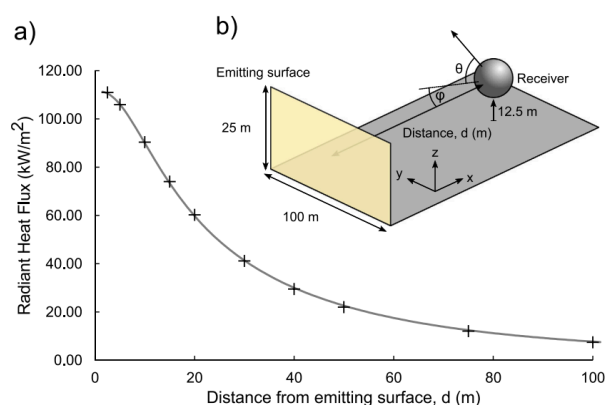 a)
b)
120.00
100.00
80.00
60.00
40.00
20.00
0.00
Radiant Heat Flux (kW/m²)
0
20
40
60
80
100
Distance from emitting surface, d (m)
Emitting surface
25 m
100 m
θ
φ
Receiver
12.5 m
Distance, d (m)
z
y
x